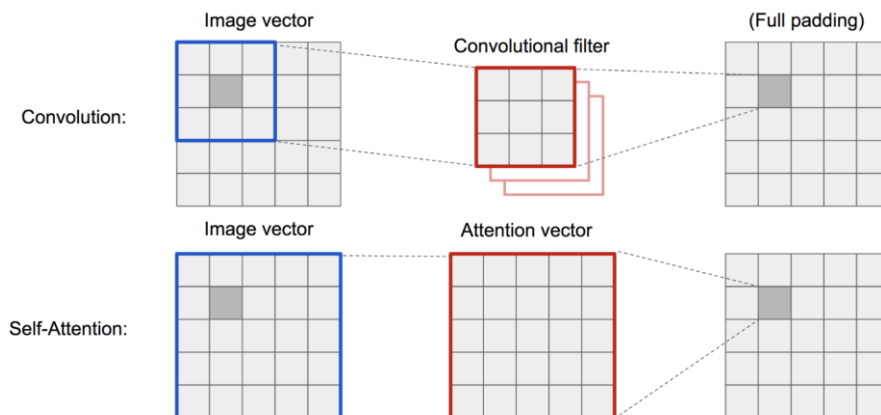 Image vector
(Full padding)
Convolutional filter
Convolution:
Image vector
Attention vector
Self-Attention: